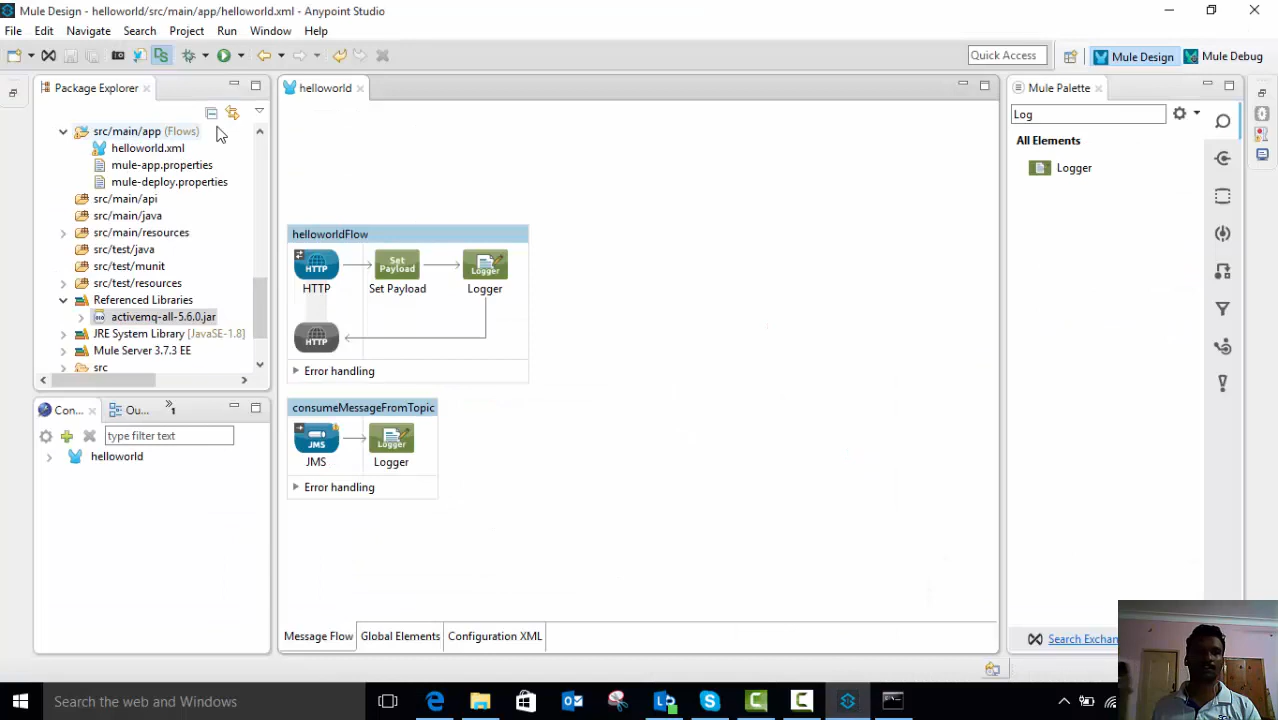 Mule Design - helloworld/src/main/app/helloworld.xml - Anypoint Studio
File Edit Navigate Search Project Run Window Help
Quick Access
Mule Design
Mule Debug
Package Explorer
src/main/app (Flows)
helloworld.xml
mule-app.properties
mule-deploy.properties
src/main/api
src/main/java
src/main/resources
src/test/java
src/test/munit
src/test/resources
Referenced Libraries
activemq-all-5.6.0.jar
JRE System Library [JavaSE-1.8]
Mule Server 3.7.3 EE
src
Con...
Ou...
1
type filter text
helloworld
helloworld
helloworldFlow
HTTP
Set Payload
Logger
HTTP
Set Payload
Logger
HTTP
Error handling
consumeMessageFromTopic
JMS
Logger
JMS
Logger
Error handling
Message Flow
Global Elements
Configuration XML
Mule Palette
Log
All Elements
Logger
Search Exchan
Search the web and Windows